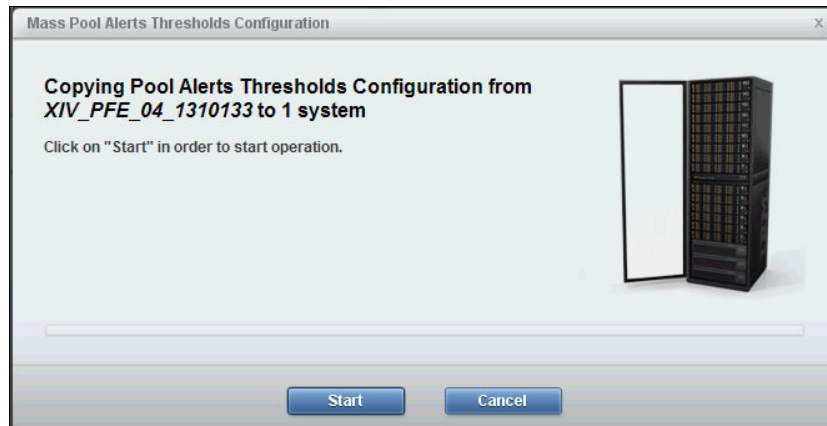 Mass Pool Alerts Thresholds Configuration
x
Copying Pool Alerts Thresholds Configuration from
XIV_PFE_04_1310133 to 1 system
Click on "Start" in order to start operation.
Start
Cancel